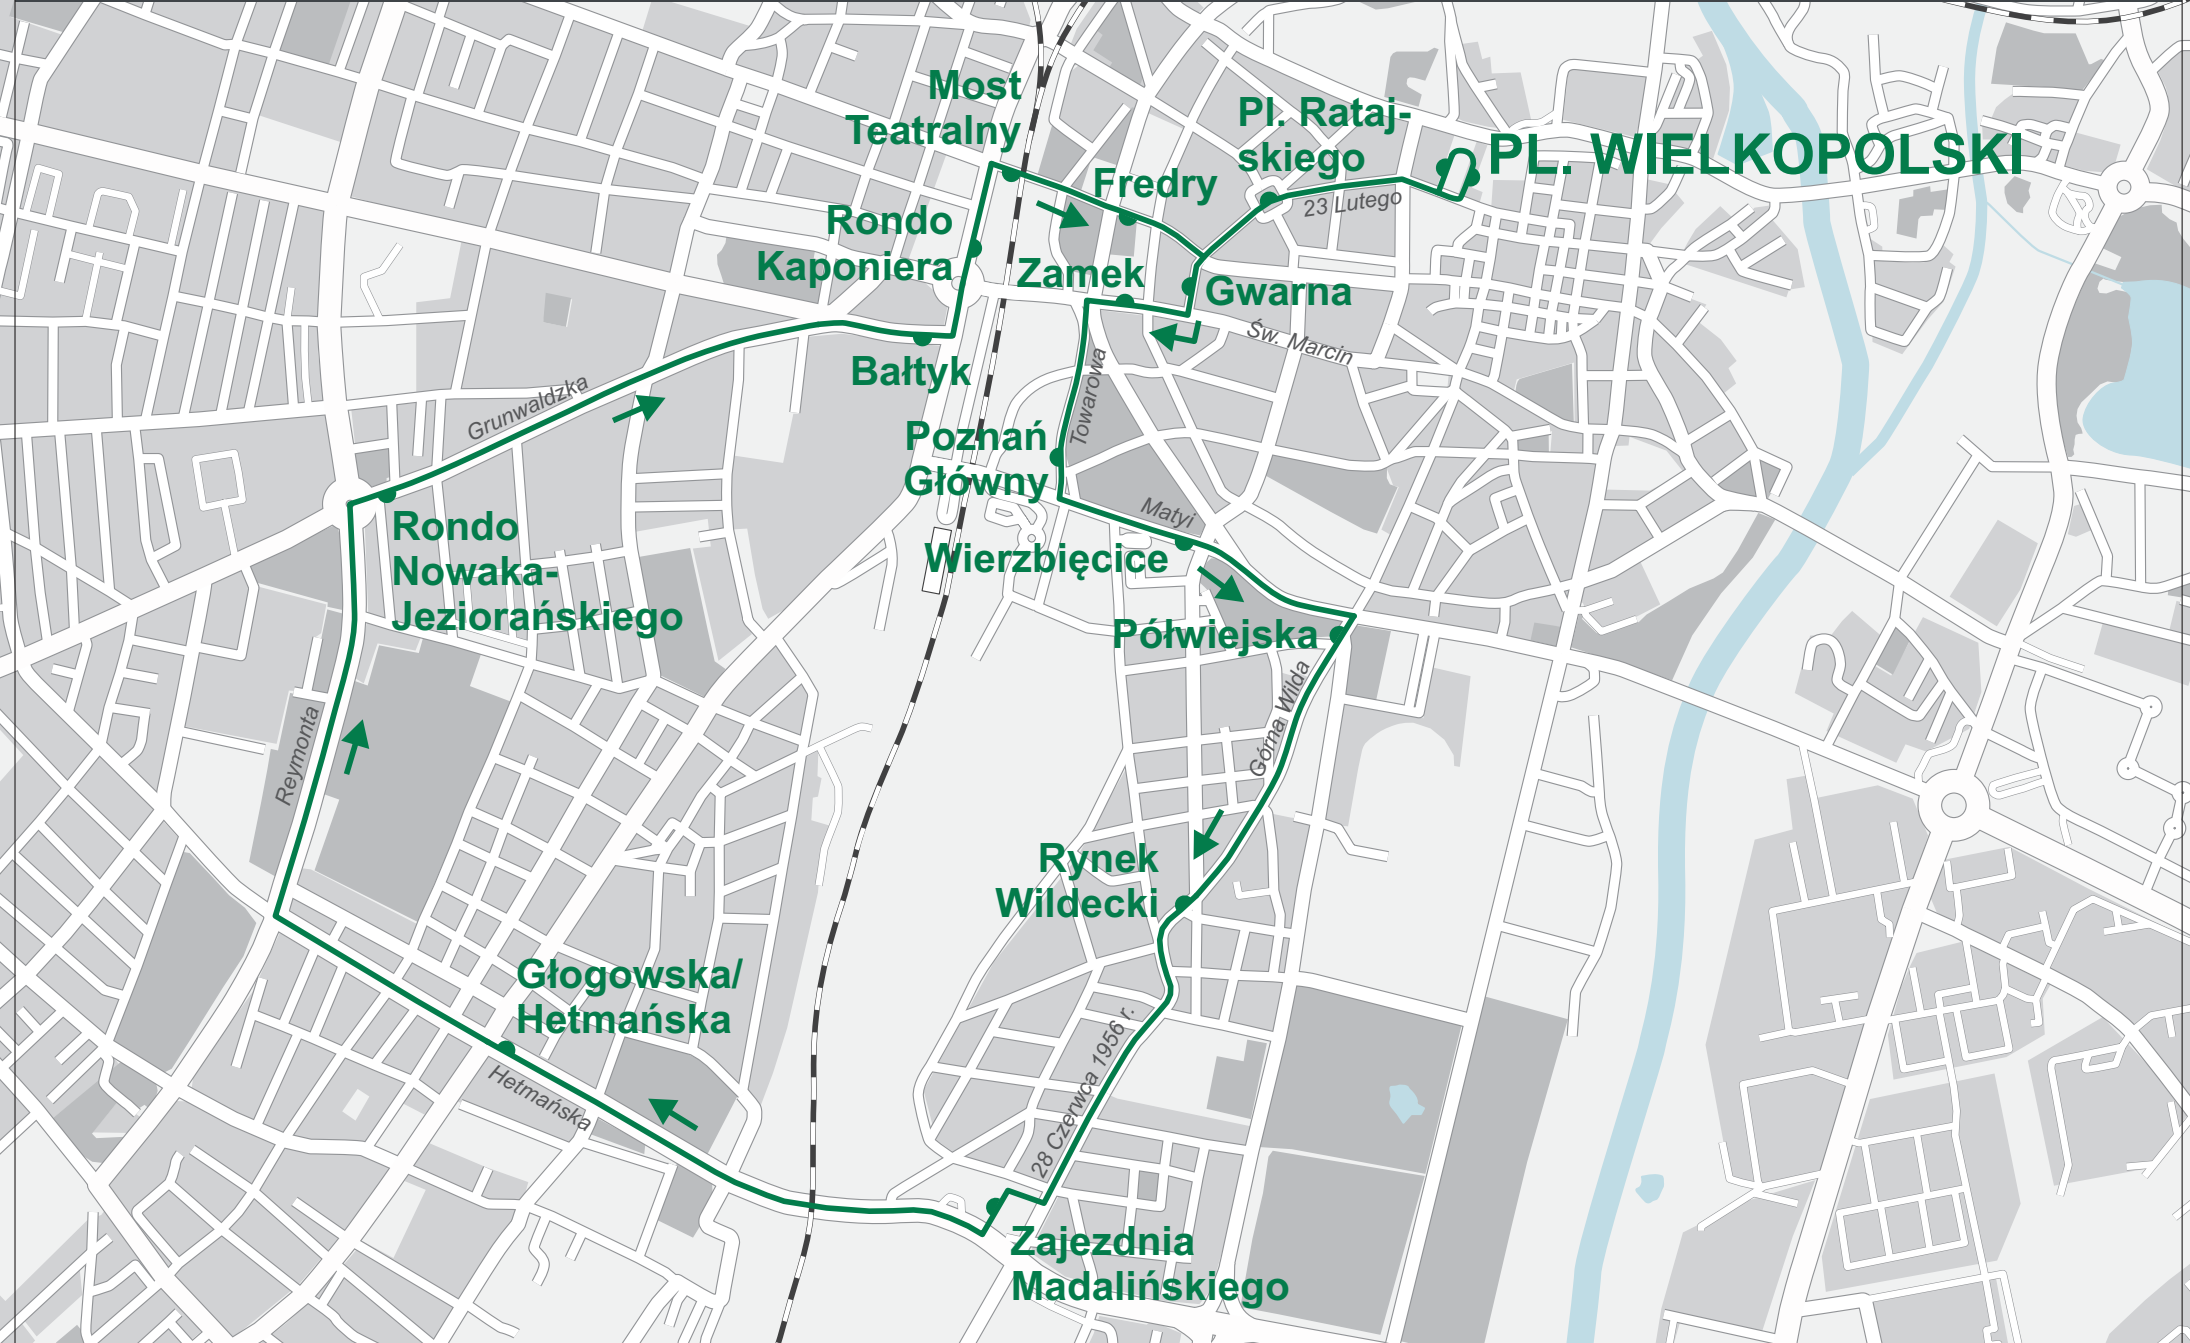 Most
Teatralny
Pl. Rataj-
skiego
PL. WIELKOPOLSKI
Fredry
23 Lutego
Rondo
Kaponiera
Zamek
Gwarna
Św. Marcin
Bałtyk
Grunwaldzka
Towarowa
Poznań
Główny
Matyi
Rondo
Nowaka-
Jeziorańskiego
Wierzbięcice
Półwiejska
Górna Wilda
Reymonta
Rynek
Wildecki
Głogowska/
Hetmańska
28 Czerwca 1956 r.
Hetmańska
Zajezdnia
Madalińskiego